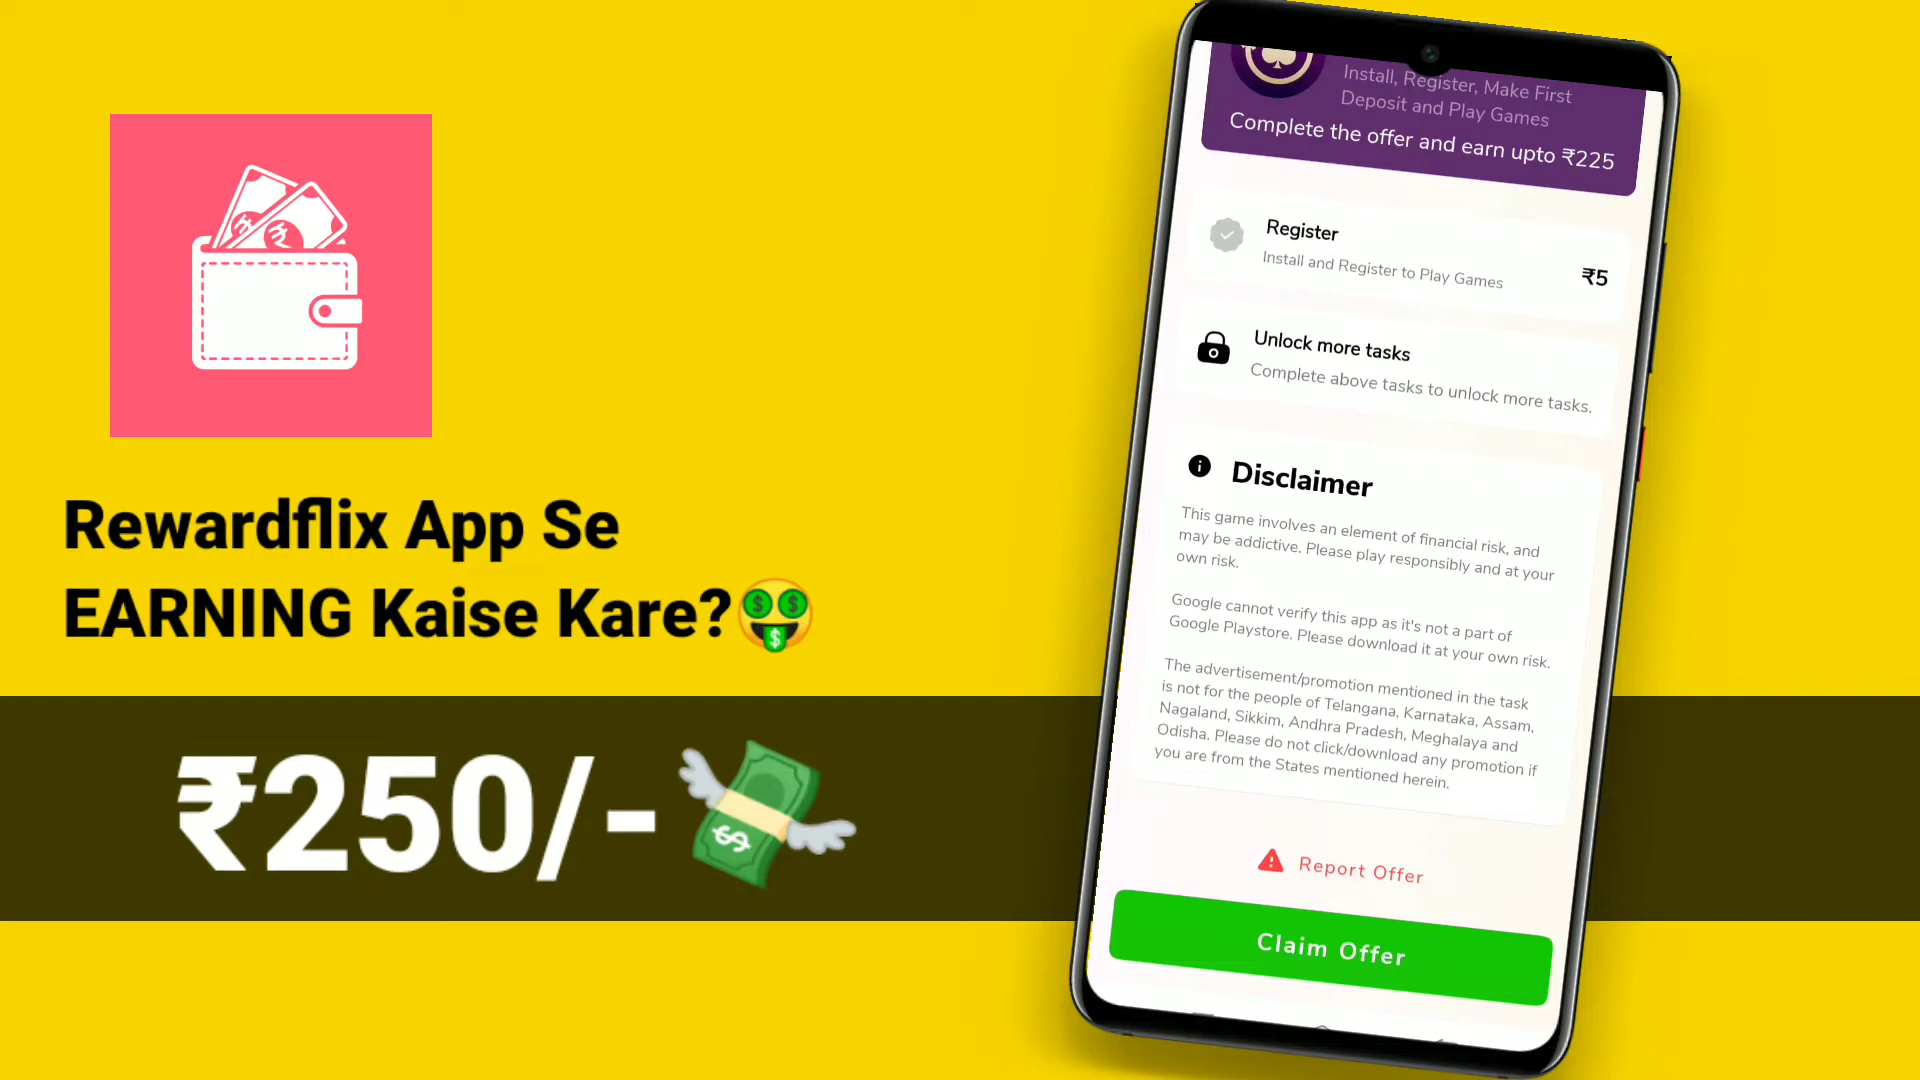 Rewardflix App Se
EARNING Kaise Kare?
₹250/-
Install, Register, Make First
Deposit and Play Games
Complete the offer and earn upto ₹225
Register
Install and Register to Play Games
₹5
Unlock more tasks
Complete above tasks to unlock more tasks.
Disclaimer
This game involves an element of financial risk, and
may be addictive. Please play responsibly and at your
own risk.
Google cannot verify this app as it's not a part of
Google Playstore. Please download it at your own risk.
The advertisement/promotion mentioned in the task
is not for the people of Telangana, Karnataka, Assam,
Nagaland, Sikkim, Andhra Pradesh, Meghalaya and
Odisha. Please do not click/download any promotion if
you are from the States mentioned herein.
Report Offer
Claim Offer